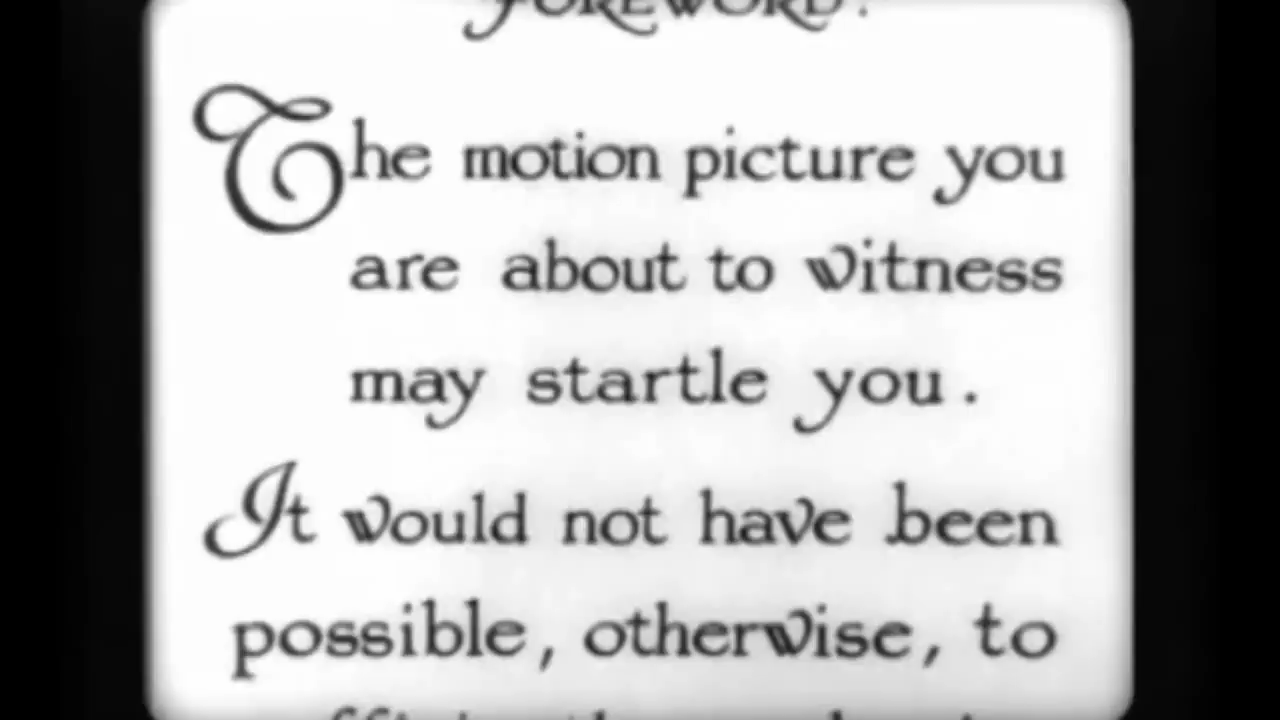 FOREWORD.
The motion picture you
are about to witness
may startle you.
It would not have been
possible, otherwise, to